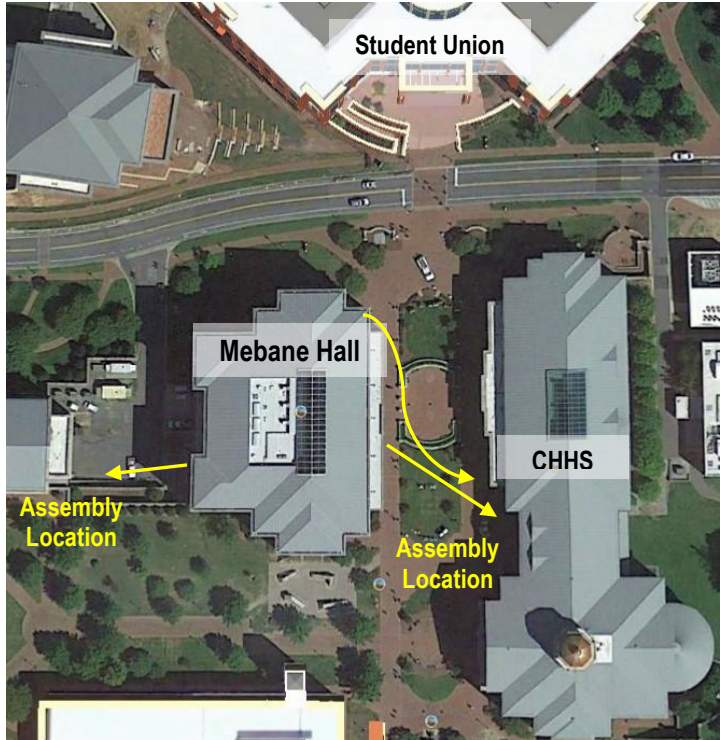 Student Union
Mebane Hall
CHHS
Assembly
Location
Assembly
Location